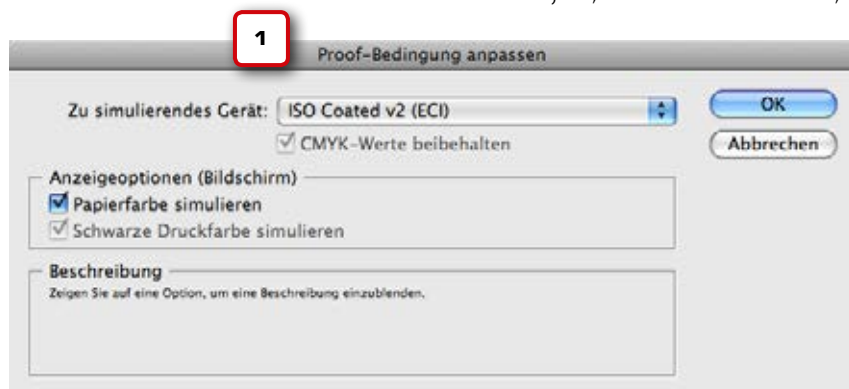 1
Proof-Bedingung anpassen
Zu simulierendes Gerät: ISO Coated v2 (ECI)
OK
CMYK-Werte beibehalten
Abbrechen
Anzeigeoptionen (Bildschirm)
Papierfarbe simulieren
Schwarze Druckfarbe simulieren
Beschreibung
Zeigen Sie auf eine Option, um eine Beschreibung einzublenden.